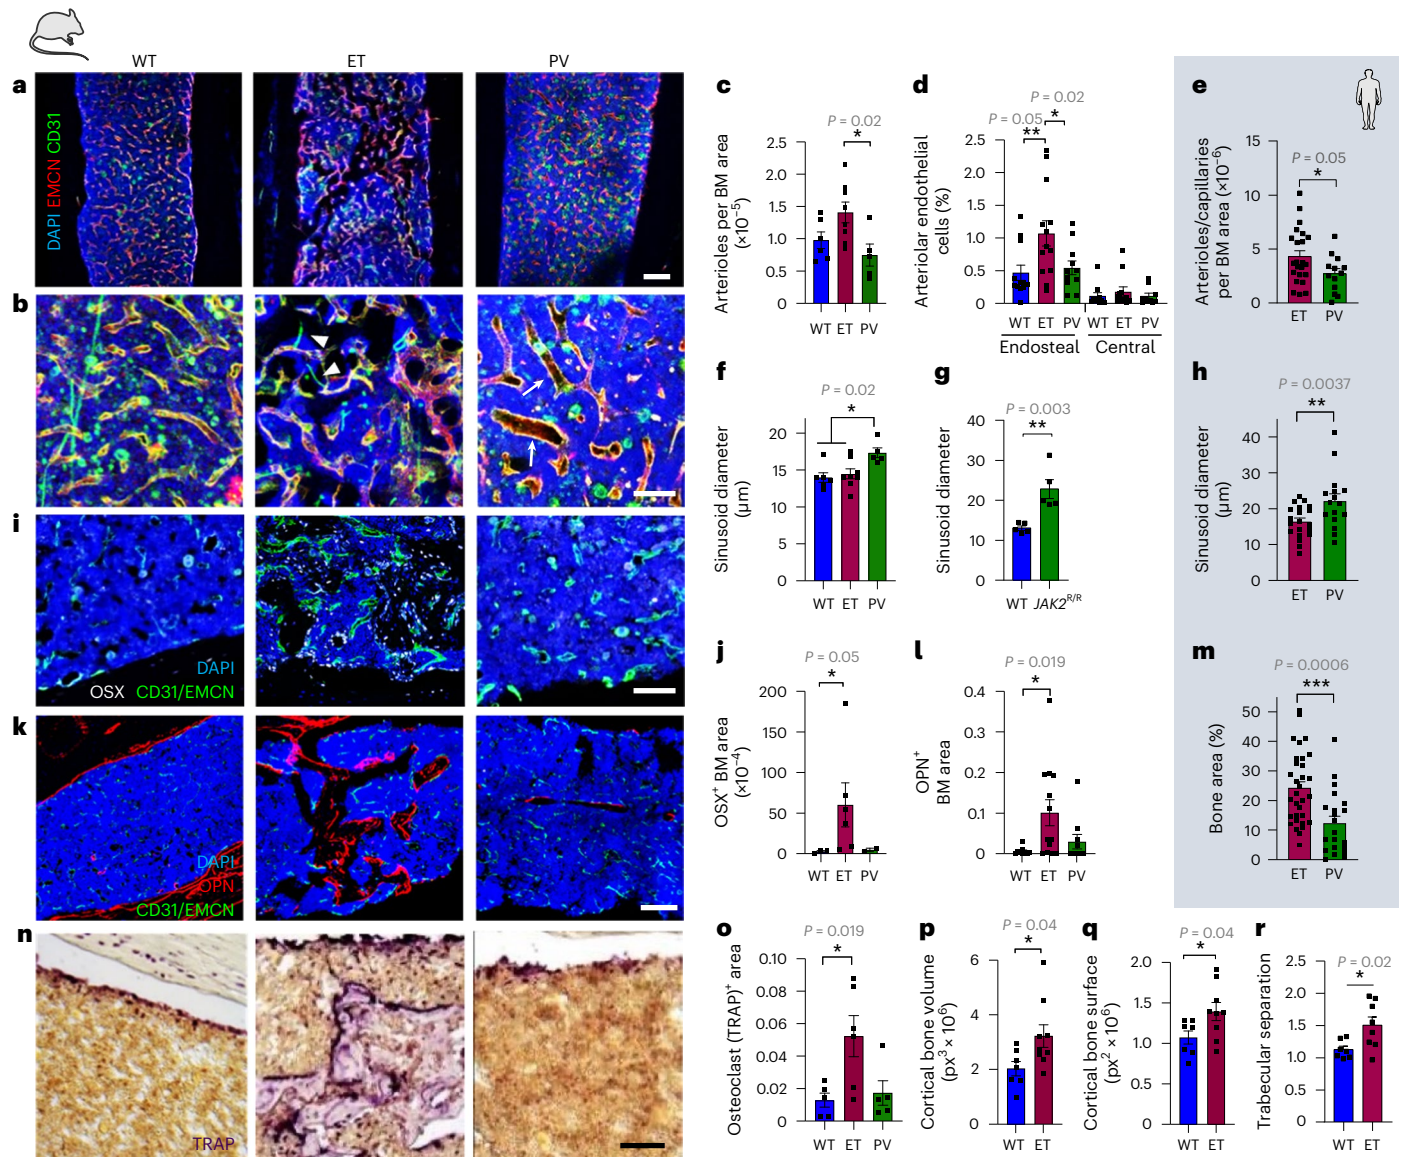 WT ET PV
a
DAPI EMCN CD31
b
i
DAPI
OSX CD31/EMCN
k
DAPI
OPN
CD31/EMCN
n
TRAP
c
P = 0.02
*
Arterioles per BM area
(×10⁻⁵)
2.5
2.0
1.5
1.0
0.5
0
WT ET PV
d
P = 0.02
P = 0.05
** *
Arteriolar endothelial
cells (%)
2.5
2.0
1.5
1.0
0.5
0
WT ET PV WT ET PV
Endosteal Central
e
P = 0.05
*
Arterioles/capillaries
per BM area (×10⁻⁶)
15
10
5
0
ET PV
f
P = 0.02
*
Sinusoid diameter
(µm)
20
15
10
5
0
WT ET PV
g
P = 0.003
**
Sinusoid diameter
40
30
20
10
0
WT JAK2ᴿ/ᴿ
h
P = 0.0037
**
Sinusoid diameter
(µm)
40
30
20
10
0
ET PV
j
P = 0.05
*
OSX⁺ BM area
(×10⁻⁴)
200
150
100
50
0
WT ET PV
l
P = 0.019
*
OPN⁺
BM area
0.4
0.3
0.2
0.1
0
WT ET PV
m
P = 0.0006
***
Bone area (%)
50
40
30
20
10
0
ET PV
o
P = 0.019
*
Osteoclast (TRAP)⁺ area
0.10
0.08
0.06
0.04
0.02
0
WT ET PV
p
P = 0.04
*
Cortical bone volume
(px³ × 10⁶)
6
4
2
0
WT ET
q
P = 0.04
*
Cortical bone surface
(px² × 10⁶)
2.0
1.5
1.0
0.5
0
WT ET
r
P = 0.02
*
Trabecular separation
2.5
2.0
1.5
1.0
0.5
0
WT ET